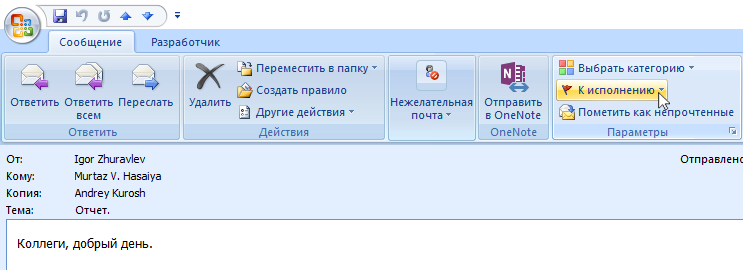 Сообщение Разработчик
Ответить
Ответить всем
Переслать
Ответить
Удалить
Переместить в папку
Создать правило
Другие действия
Действия
Нежелательная почта
Отправить в OneNote
OneNote
Выбрать категорию
К исполнению
Пометить как непрочтенные
Параметры
От: Igor Zhuravlev
Отправлено
Кому: Murtaz V. Hasaiya
Копия: Andrey Kurosh
Тема: Отчет.
Коллеги, добрый день.